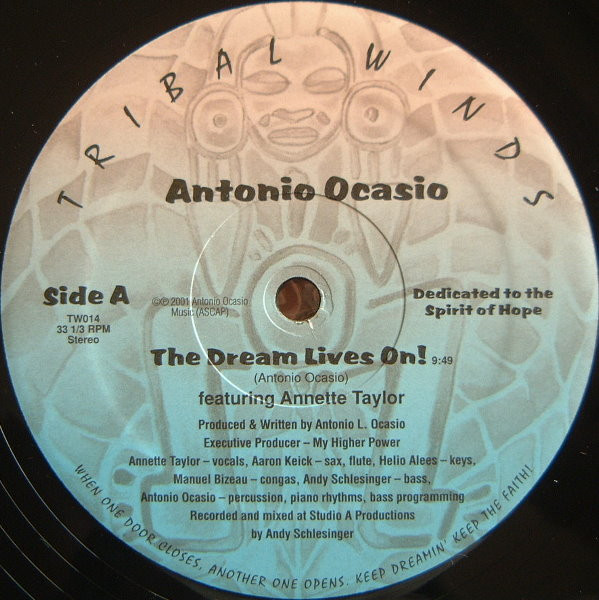 TRIBAL WINDS
Antonio Ocasio
Side A
TW014
33 1/3 RPM
Stereo
©℗ 2001 Antonio Ocasio
Music (ASCAP)
Dedicated to the
Spirit of Hope
The Dream Lives On! 9:49
(Antonio Ocasio)
featuring Annette Taylor
Produced & Written by Antonio L. Ocasio
Executive Producer – My Higher Power
Annette Taylor – vocals, Aaron Keick – sax, flute, Helio Alees – keys,
Manuel Bizeau – congas, Andy Schlesinger – bass,
Antonio Ocasio – percussion, piano rhythms, bass programming
Recorded and mixed at Studio A Productions
by Andy Schlesinger
WHEN ONE DOOR CLOSES, ANOTHER ONE OPENS. KEEP DREAMIN' KEEP THE FAITH!